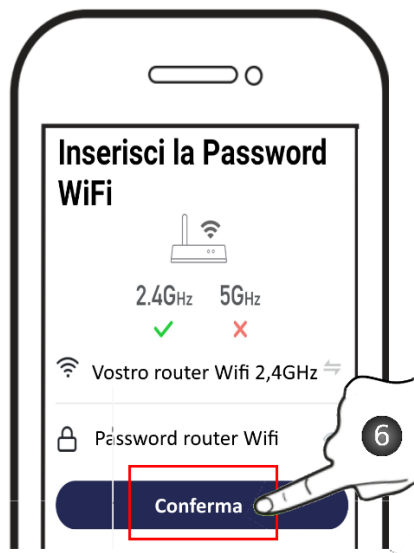 Inserisci la Password
WiFi
2.4GHz 5GHz
Vostro router Wifi 2,4GHz
Password router Wifi
6
Conferma